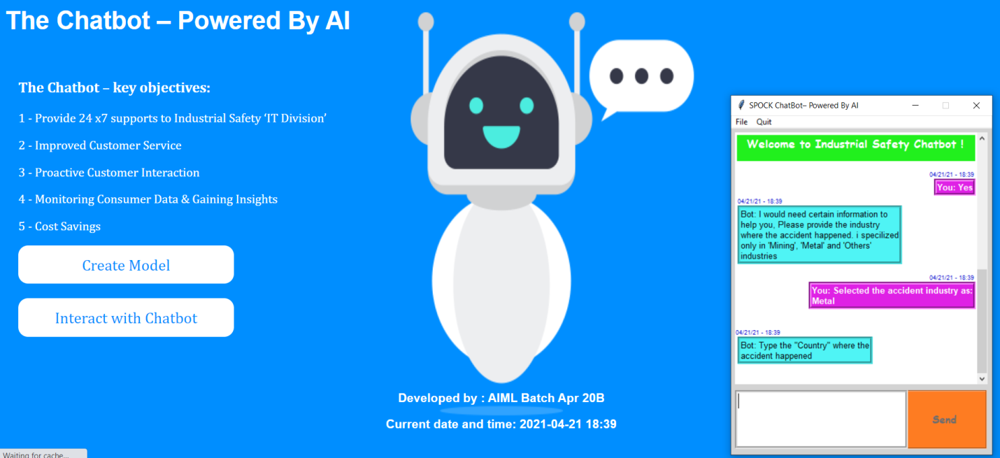 The Chatbot – Powered By AI
The Chatbot – key objectives:
1 - Provide 24 x7 supports to Industrial Safety ‘IT Division’
2 - Improved Customer Service
3 - Proactive Customer Interaction
4 - Monitoring Consumer Data & Gaining Insights
5 - Cost Savings
Create Model
Interact with Chatbot
Developed by : AIML Batch Apr 20B
Current date and time: 2021-04-21 18:39
Waiting for cache...
SPOCK ChatBot– Powered By AI
File Quit
Welcome to Industrial Safety Chatbot !
04/21/21 - 18:39
You: Yes
04/21/21 - 18:39
Bot: I would need certain information to
help you, Please provide the industry
where the accident happened. i specilized
only in 'Mining', 'Metal' and 'Others'
industries
04/21/21 - 18:39
You: Selected the accident industry as:
Metal
04/21/21 - 18:39
Bot: Type the "Country" where the
accident happened
Send